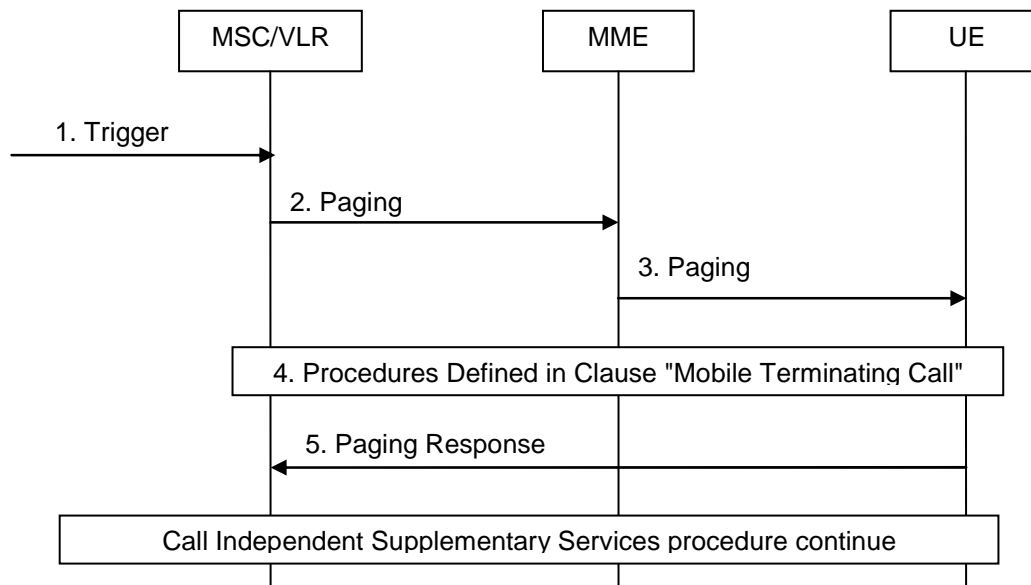 MSC/VLR
MME
UE
1. Trigger
2. Paging
3. Paging
4. Procedures Defined in Clause "Mobile Terminating Call"
5. Paging Response
Call Independent Supplementary Services procedure continue